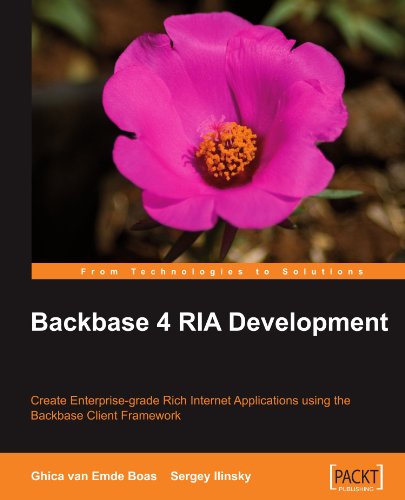 From Technologies to Solutions
Backbase 4 RIA Development
Create Enterprise-grade Rich Internet Applications using the
Backbase Client Framework
Ghica van Emde Boas Sergey Ilinsky
PACKT
PUBLISHING